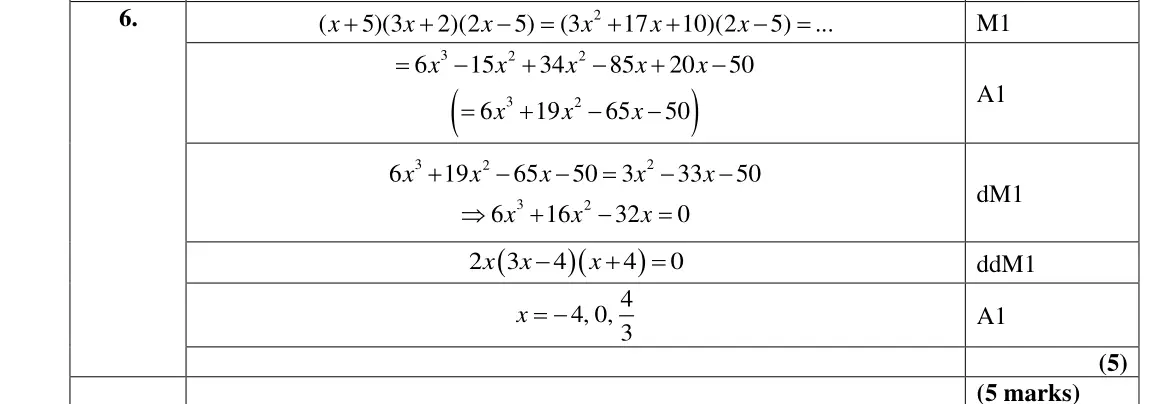 6.
(x + 5)(3x + 2)(2x − 5) = (3x² + 17x + 10)(2x − 5) = ... M1
= 6x³ − 15x² + 34x² − 85x + 20x − 50
(= 6x³ + 19x² − 65x − 50) A1
6x³ + 19x² − 65x − 50 = 3x² − 33x − 50
⇒ 6x³ + 16x² − 32x = 0 dM1
2x(3x − 4)(x + 4) = 0 ddM1
x = −4, 0, 4/3 A1
(5)
(5 marks)